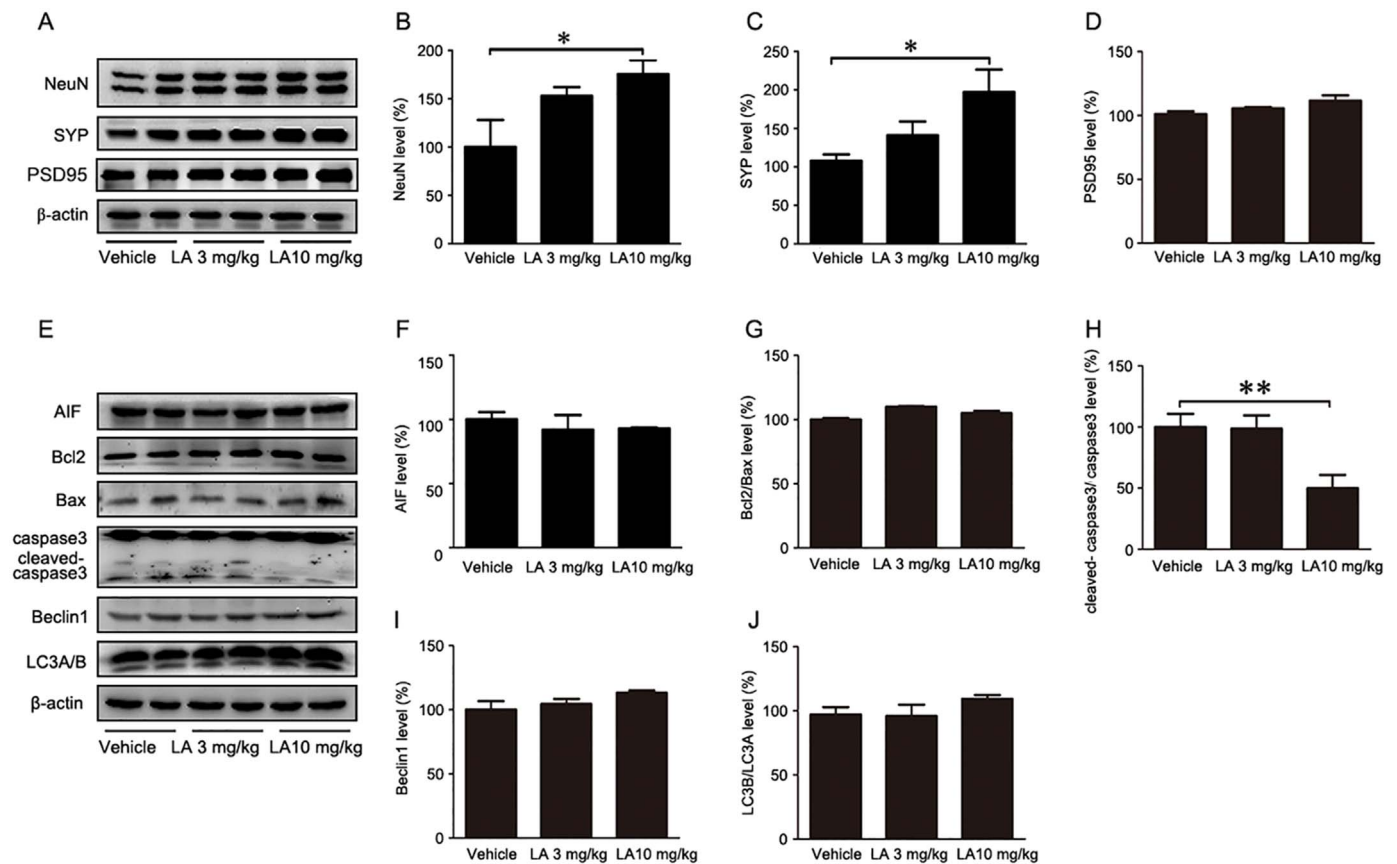 A
NeuN
SYP
PSD95
β-actin
Vehicle LA 3 mg/kg LA10 mg/kg
B
NeuN level (%)
200
150
100
50
0
*
Vehicle LA 3 mg/kg LA10 mg/kg
C
SYP level (%)
250
200
150
100
50
0
*
Vehicle LA 3 mg/kg LA10 mg/kg
D
PSD95 level (%)
150
100
50
0
Vehicle LA 3 mg/kg LA10 mg/kg
E
AIF
Bcl2
Bax
caspase3
cleaved-
caspase3
Beclin1
LC3A/B
β-actin
Vehicle LA 3 mg/kg LA10 mg/kg
F
AIF level (%)
150
100
50
0
Vehicle LA 3 mg/kg LA10 mg/kg
G
Bcl2/Bax level (%)
150
100
50
0
Vehicle LA 3 mg/kg LA10 mg/kg
H
cleaved- caspase3/ caspase3 level (%)
150
100
50
0
**
Vehicle LA 3 mg/kg LA10 mg/kg
I
Beclin1 level (%)
150
100
50
0
Vehicle LA 3 mg/kg LA10 mg/kg
J
LC3B/LC3A level (%)
150
100
50
0
Vehicle LA 3 mg/kg LA10 mg/kg